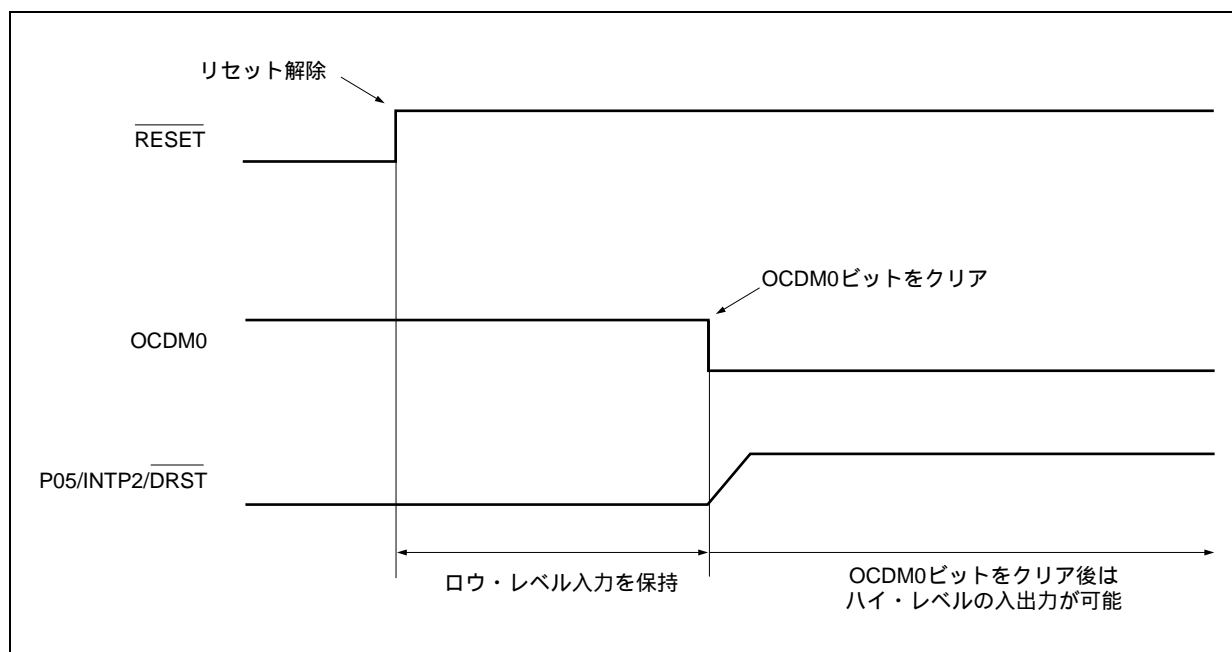 リセット解除
RESET
OCDM0ビットをクリア
OCDM0
P05/INTP2/DRST
ロウ・レベル入力を保持
OCDM0ビットをクリア後は
ハイ・レベルの入出力が可能